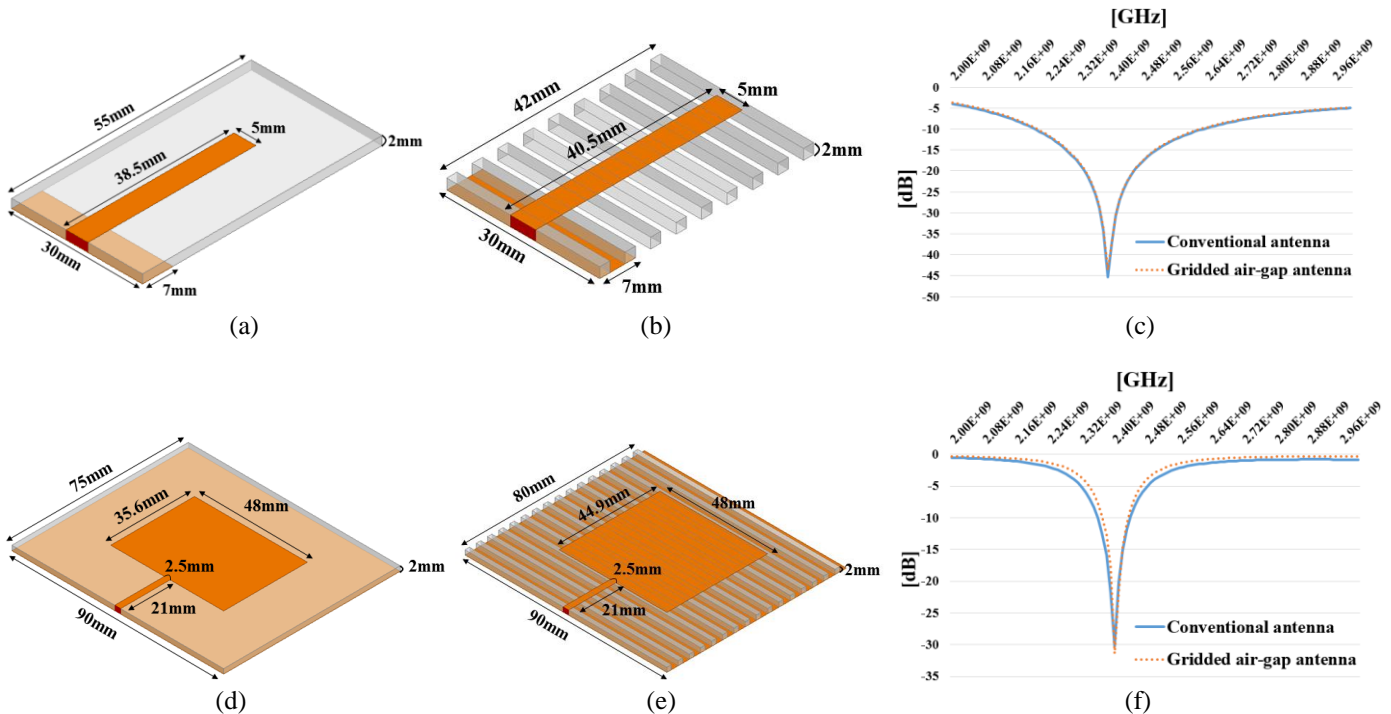 55mm
38.5mm
5mm
2mm
30mm
7mm
(a)
42mm
40.5mm
5mm
2mm
30mm
7mm
(b)
[GHz]
2.00E+09
2.08E+09
2.16E+09
2.24E+09
2.32E+09
2.40E+09
2.48E+09
2.56E+09
2.64E+09
2.72E+09
2.80E+09
2.88E+09
2.96E+09
0
-5
-10
-15
-20
-25
-30
-35
-40
-45
-50
[dB]
Conventional antenna
Gridded air-gap antenna
(c)
75mm
35.6mm
48mm
2.5mm
21mm
2mm
90mm
(d)
80mm
44.9mm
48mm
2.5mm
21mm
2mm
90mm
(e)
[GHz]
2.00E+09
2.08E+09
2.16E+09
2.24E+09
2.32E+09
2.40E+09
2.48E+09
2.56E+09
2.64E+09
2.72E+09
2.80E+09
2.88E+09
2.96E+09
0
-5
-10
-15
-20
-25
-30
-35
[dB]
Conventional antenna
Gridded air-gap antenna
(f)